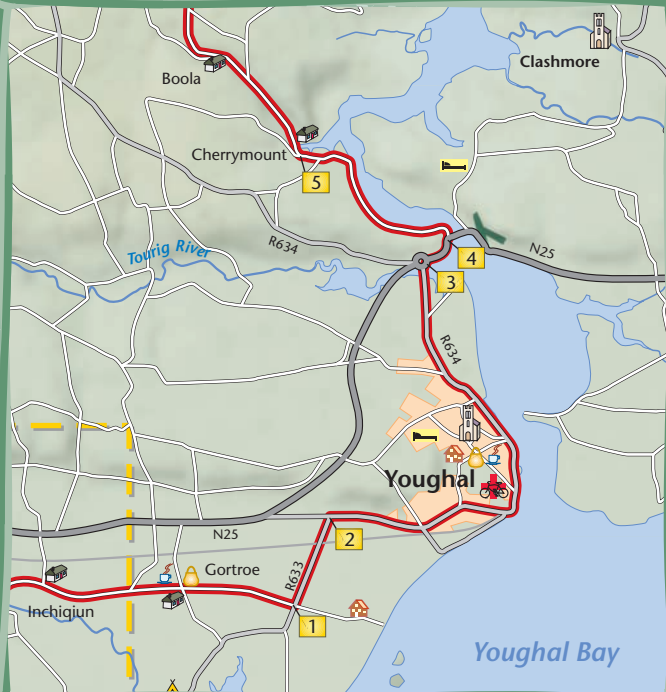 Clashmore
Boola
Cherrymount
5
Tourig River
R634
N25
4
3
R634
Youghal
N25
2
Gortroe
R633
Inchiqiun
1
Youghal Bay